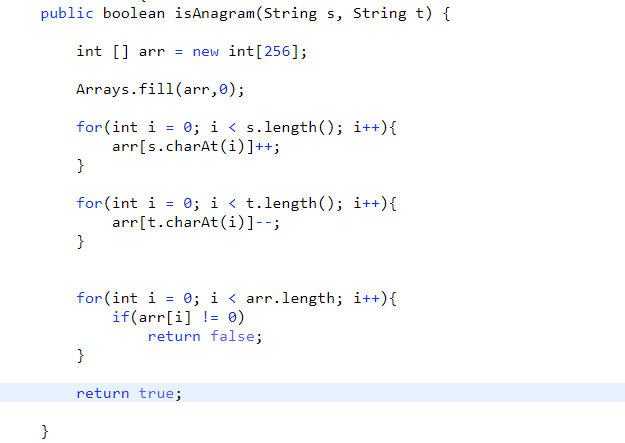 public boolean isAnagram(String s, String t) {
int [] arr = new int[256];
Arrays.fill(arr,0);
for(int i = 0; i < s.length(); i++){
arr[s.charAt(i)]++;
}
for(int i = 0; i < t.length(); i++){
arr[t.charAt(i)]--;
}
for(int i = 0; i < arr.length; i++){
if(arr[i] != 0)
return false;
}
return true;
}